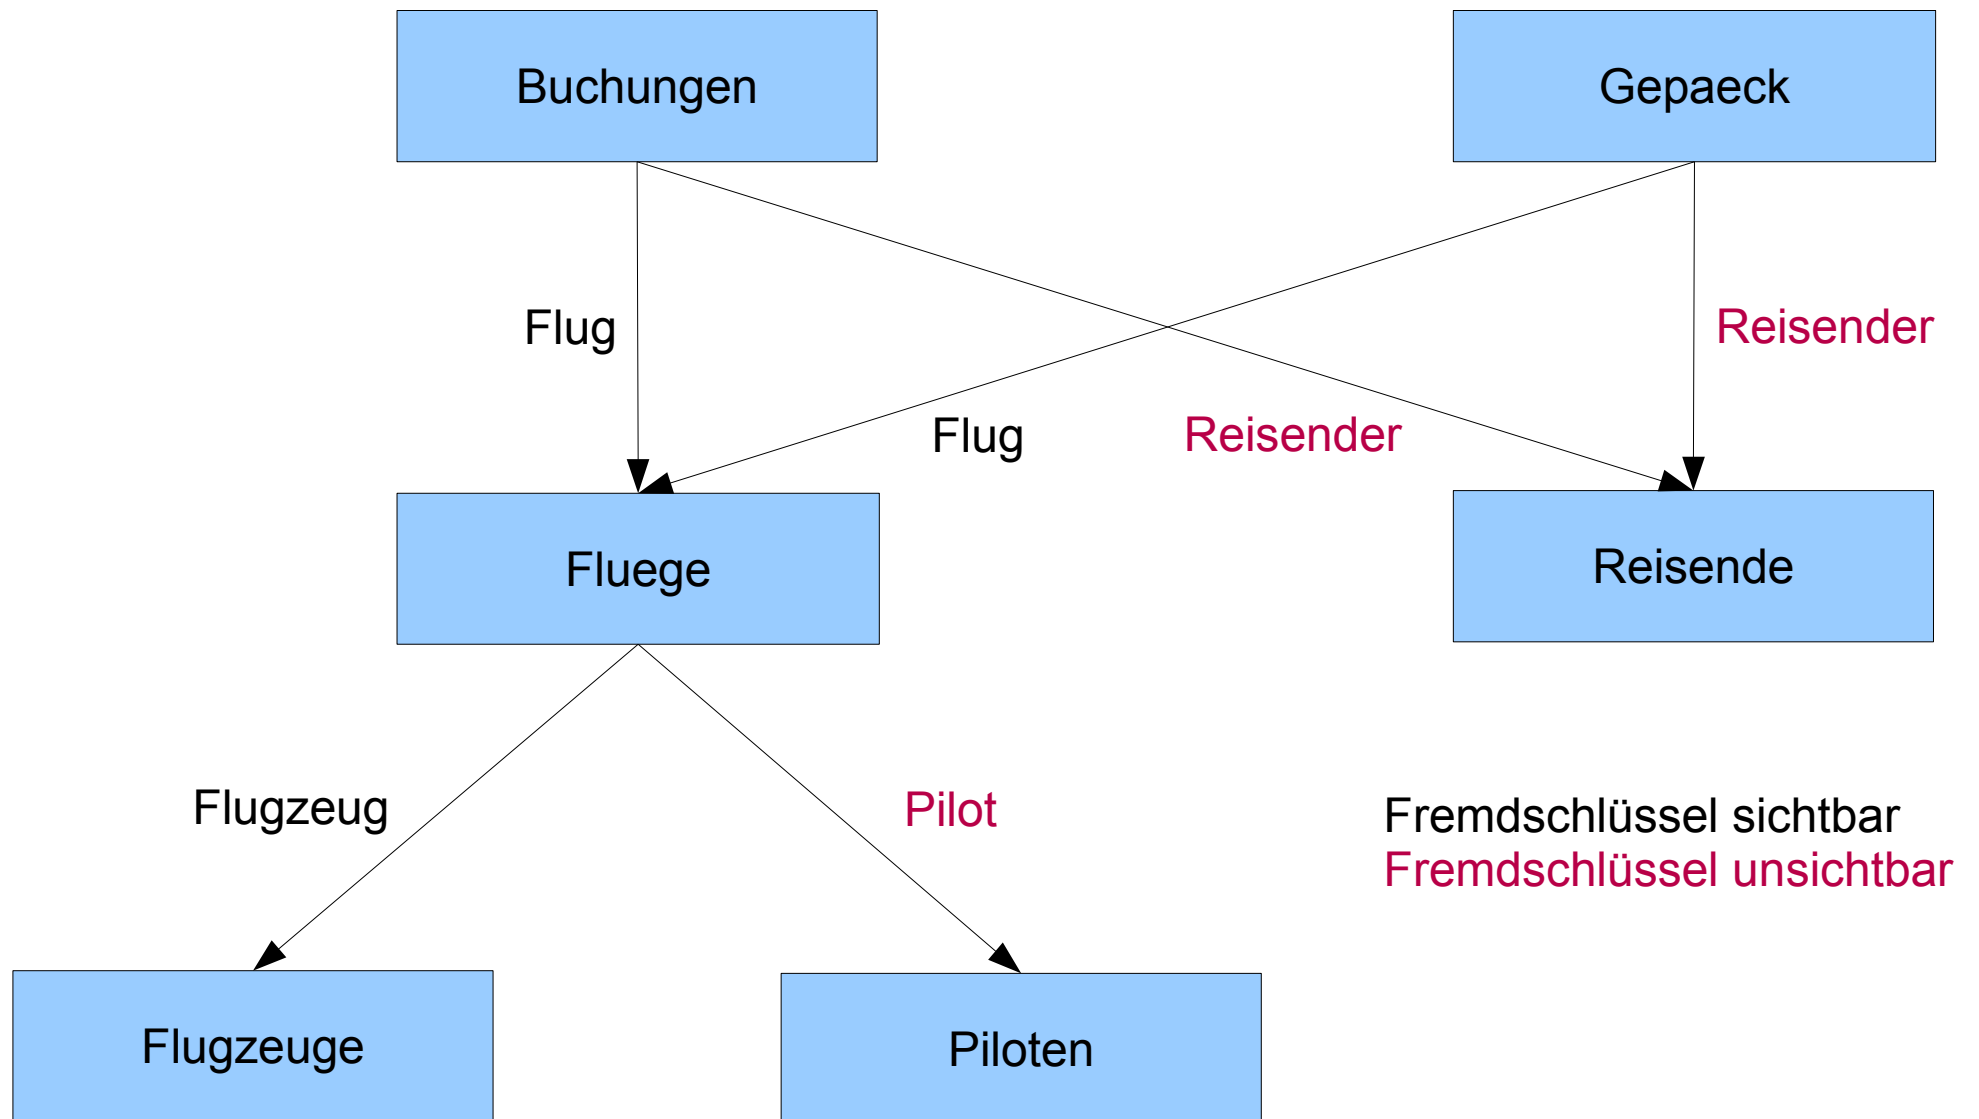 Buchungen
Gepaeck
Flug
Reisender
Flug
Reisender
Fluege
Reisende
Flugzeug
Pilot
Fremdschlüssel sichtbar
Fremdschlüssel unsichtbar
Flugzeuge
Piloten